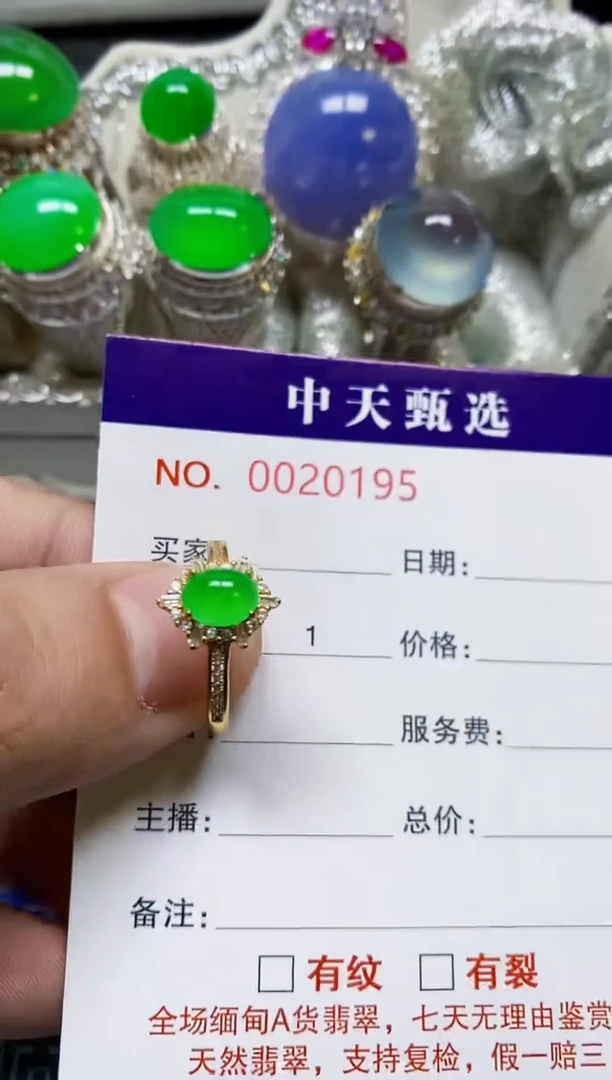 中天甄选
NO. 0020195
买家
日期:
1
价格:
服务费:
主播:
总价:
备注:
□ 有纹 □ 有裂
全场缅甸A货翡翠，七天无理由鉴赏
天然翡翠，支持复检，假一赔三